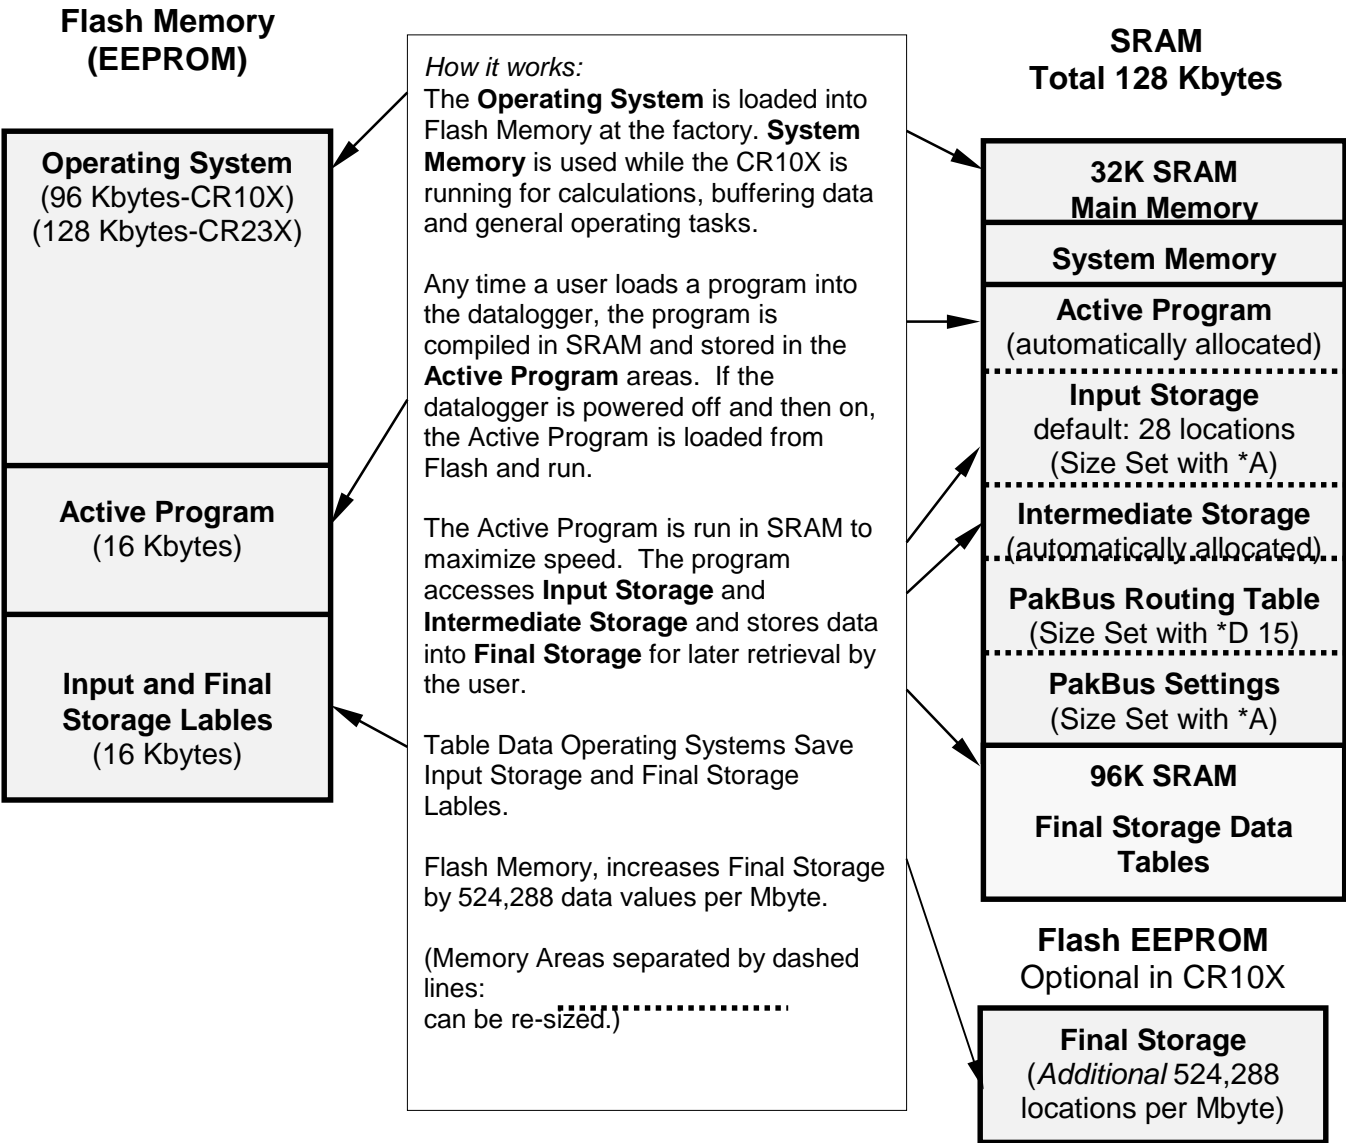 Flash Memory
(EEPROM)
Operating System
(96 Kbytes-CR10X)
(128 Kbytes-CR23X)
Active Program
(16 Kbytes)
Input and Final
Storage Lables
(16 Kbytes)
How it works:
The Operating System is loaded into
Flash Memory at the factory. System
Memory is used while the CR10X is
running for calculations, buffering data
and general operating tasks.
Any time a user loads a program into
the datalogger, the program is
compiled in SRAM and stored in the
Active Program areas. If the
datalogger is powered off and then on,
the Active Program is loaded from
Flash and run.
The Active Program is run in SRAM to
maximize speed. The program
accesses Input Storage and
Intermediate Storage and stores data
into Final Storage for later retrieval by
the user.
Table Data Operating Systems Save
Input Storage and Final Storage
Lables.
Flash Memory, increases Final Storage
by 524,288 data values per Mbyte.
(Memory Areas separated by dashed
lines:
can be re-sized.)
SRAM
Total 128 Kbytes
32K SRAM
Main Memory
System Memory
Active Program
(automatically allocated)
Input Storage
default: 28 locations
(Size Set with *A)
Intermediate Storage
(automatically allocated)
PakBus Routing Table
(Size Set with *D 15)
PakBus Settings
(Size Set with *A)
96K SRAM
Final Storage Data
Tables
Flash EEPROM
Optional in CR10X
Final Storage
(Additional 524,288
locations per Mbyte)